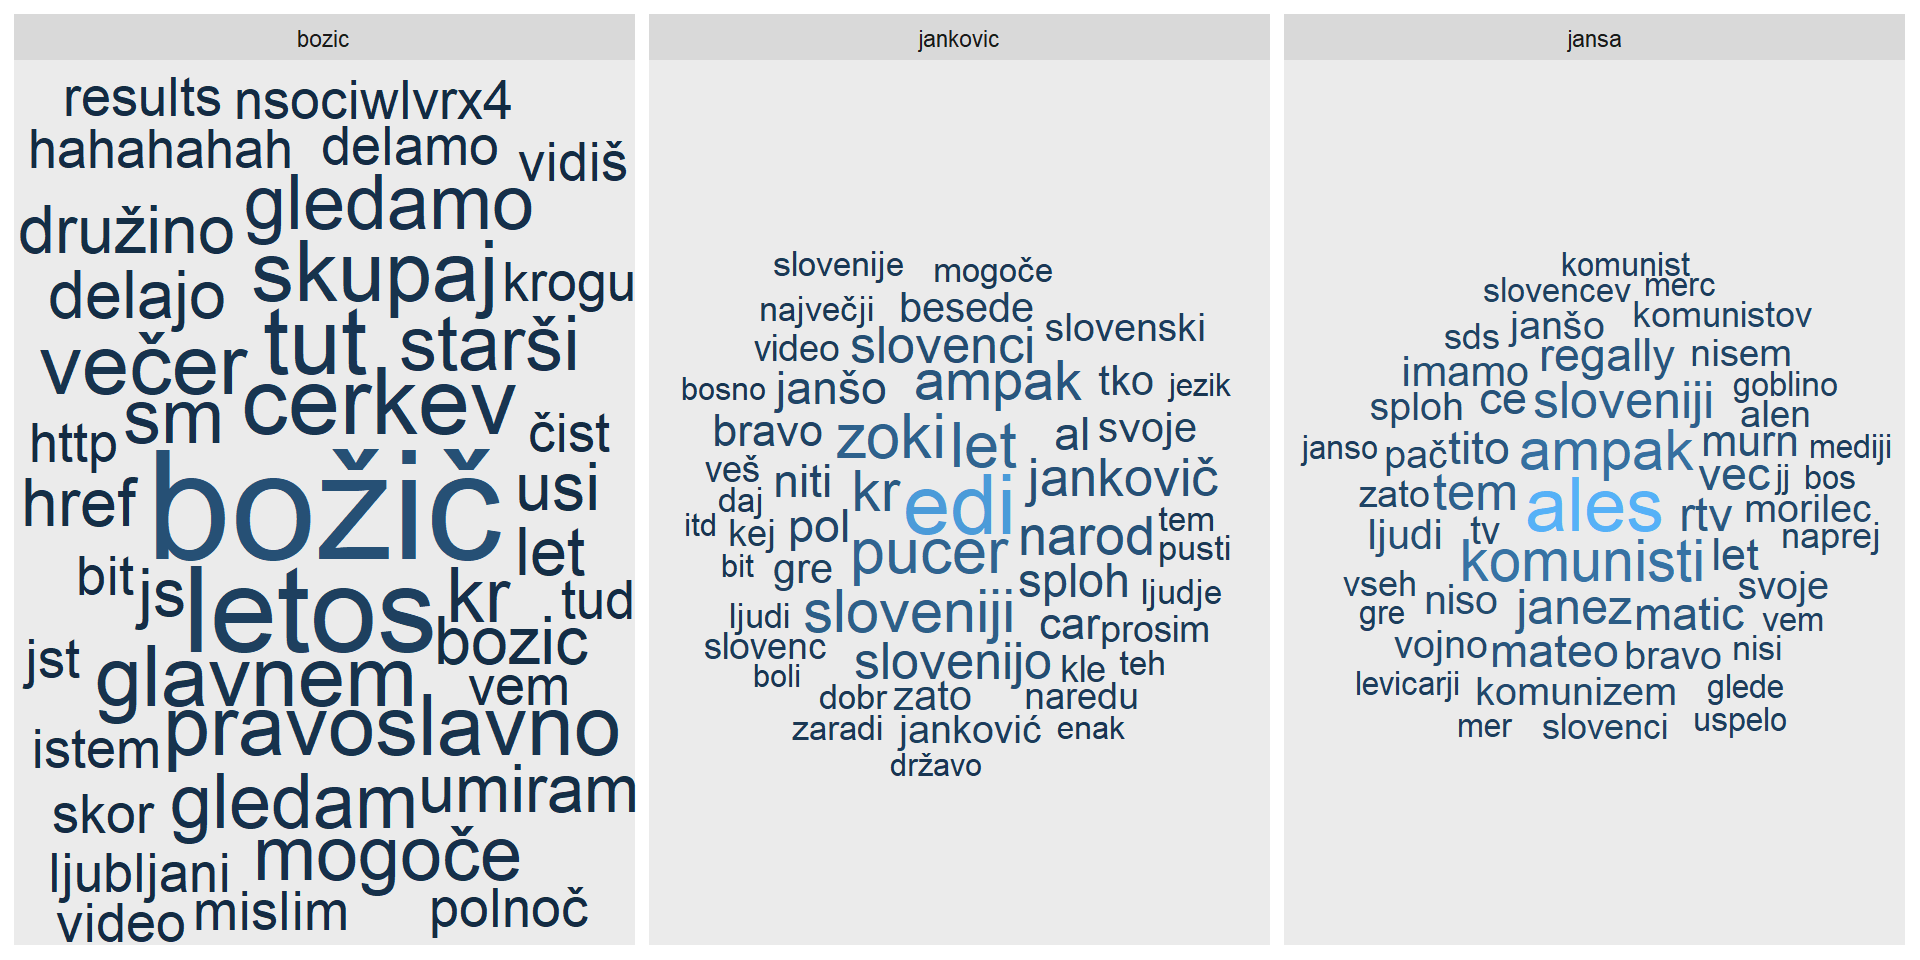 bozic
results nsociwlvrx4
hahahahah delamo vidiš
gledamo
družino
skupaj krogu
delajo
tut starši
večer
cerkev
sm čist
http
božič usi
href
let
bit js letos kr tud
bozic
jst glavnem vem
pravoslavno
istem
gledam umiram
skor
mogoče
ljubljani
video mislim polnoč
jankovic
slovenije mogoče
največji besede
video slovenci slovenski
bosno janšo ampak tko jezik
bravo zoki let al svoje
veš niti kr jankovič
daj edi
itd kej pol narod tem
pucer pusti
bit gre sploh ljudje
ljudi sloveniji car prosim
slovenc slovenijo kle teh
boli
dobr zato naredu
zaradi janković enak
državo
jansa
komunist
slovencev merc
sds janšo komunistov
imamo regally nisem
sploh ce sloveniji goblino
alen
janso pač tito ampak murn mediji
zato tem vec jj bos
ales rtv morilec
ljudi tv naprej
komunisti let
vseh niso svoje
gre janez matic vem
vojno mateo bravo nisi
levicarji komunizem glede
mer slovenci uspelo